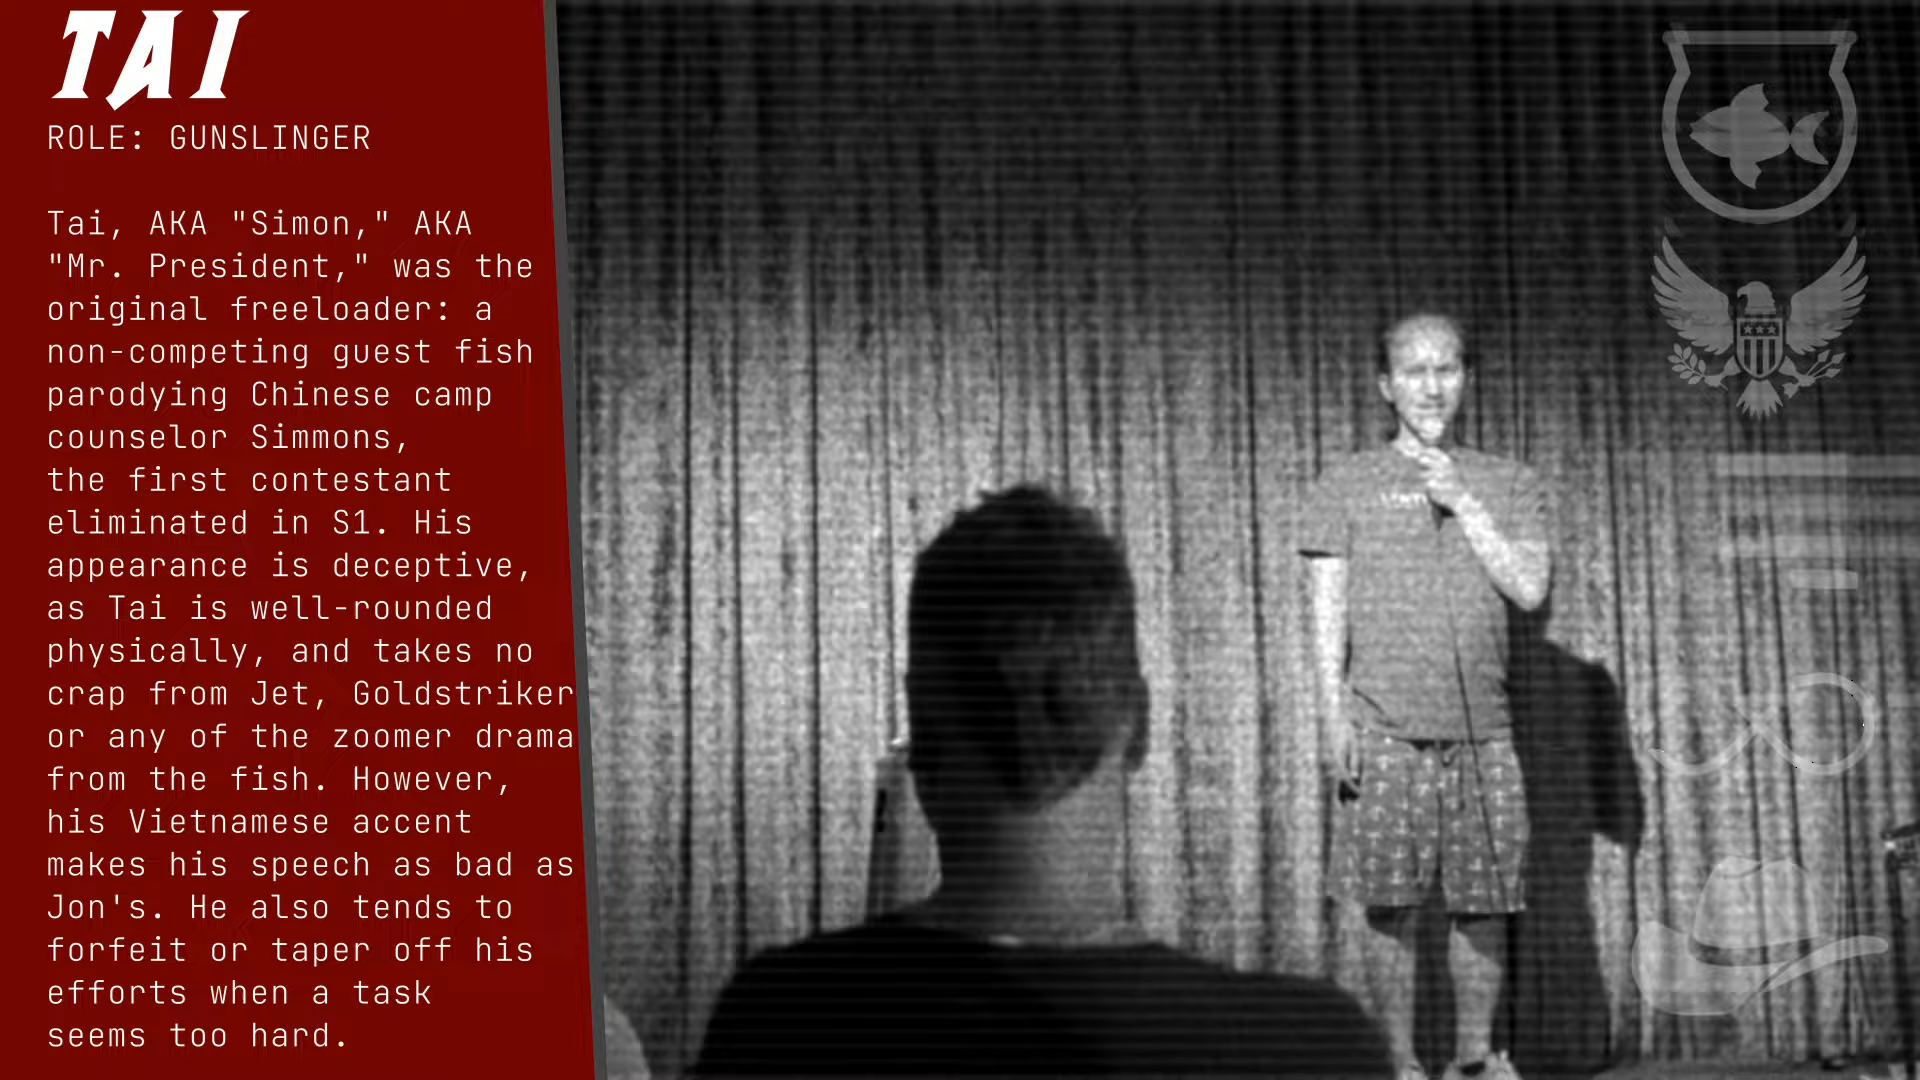 TAI
ROLE: GUNSLINGER
Tai, AKA "Simon," AKA
"Mr. President," was the
original freeloader: a
non-competing guest fish
parodying Chinese camp
counselor Simmons,
the first contestant
eliminated in S1. His
appearance is deceptive,
as Tai is well-rounded
physically, and takes no
crap from Jet, Goldstriker
or any of the zoomer drama
from the fish. However,
his Vietnamese accent
makes his speech as bad as
Jon's. He also tends to
forfeit or taper off his
efforts when a task
seems too hard.